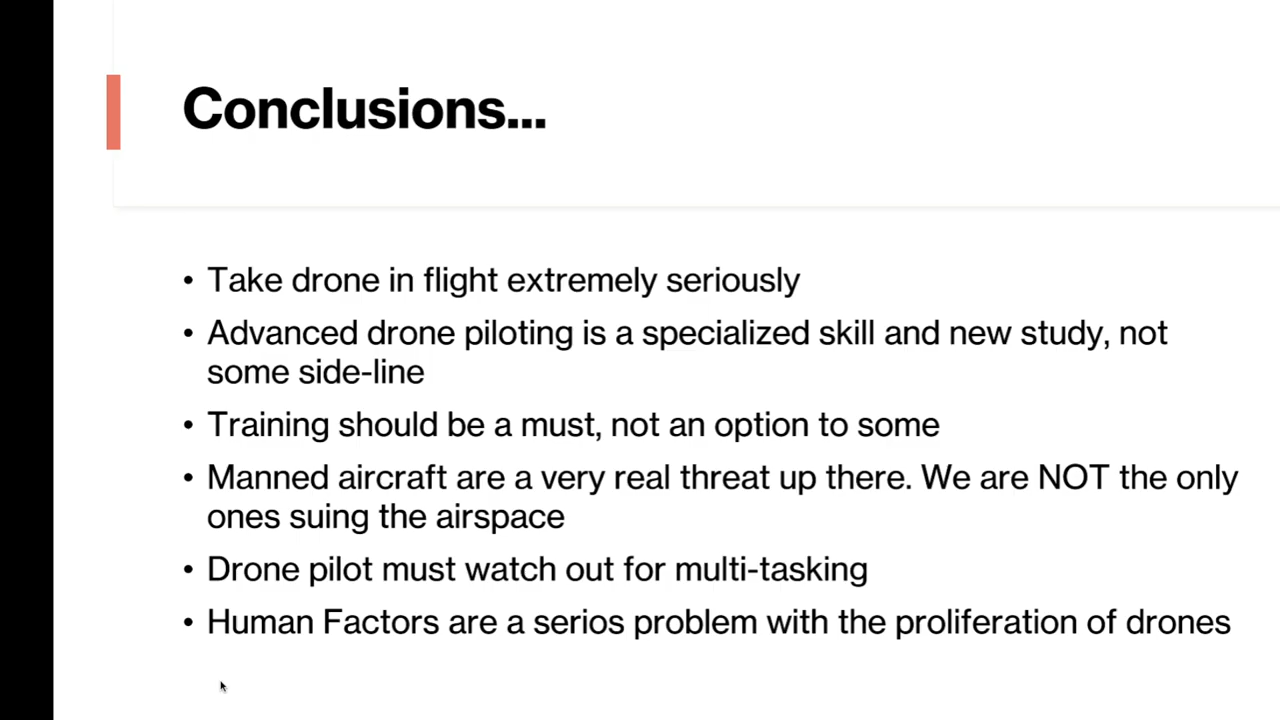 Conclusions...
• Take drone in flight extremely seriously
• Advanced drone piloting is a specialized skill and new study, not
some side-line
• Training should be a must, not an option to some
• Manned aircraft are a very real threat up there. We are NOT the only
ones suing the airspace
• Drone pilot must watch out for multi-tasking
• Human Factors are a serios problem with the proliferation of drones